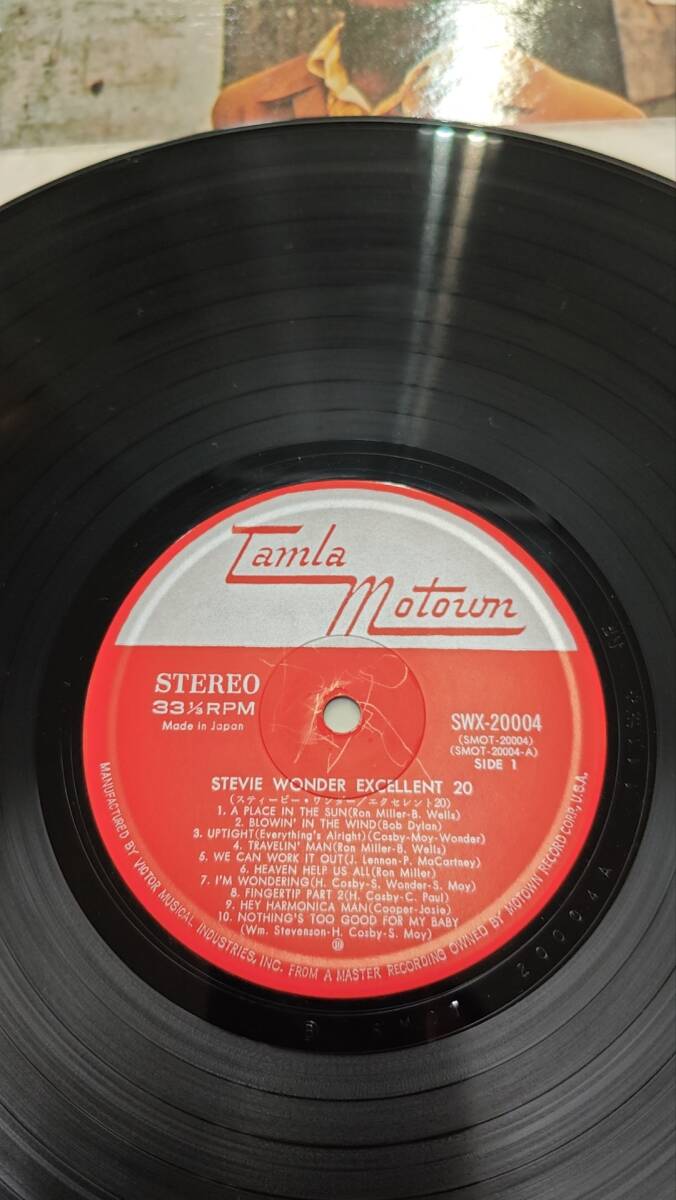 Tamla
Motown
STEREO
33⅓RPM
Made in Japan
SWX-20004
(SMOT-20004)
(SMOT-20004-A)
SIDE 1
STEVIE WONDER EXCELLENT 20
(スティービー・ワンダー/エクセレント20)
1. A PLACE IN THE SUN(Ron Miller-B. Wells)
2. BLOWIN' IN THE WIND(Bob Dylan)
3. UPTIGHT(Everything's Alright)(Cosby-Moy-Wonder)
4. TRAVELIN' MAN(Ron Miller-B. Wells)
5. WE CAN WORK IT OUT(J. Lennon-P. McCartney)
6. HEAVEN HELP US ALL(Ron Miller)
7. I'M WONDERING(H. Cosby-S. Wonder-S. Moy)
8. FINGERTIP PART 2(H. Cosby-C. Paul)
9. HEY HARMONICA MAN(Cooper-Josie)
10. NOTHING'S TOO GOOD FOR MY BABY
(Wm. Stevenson-H. Cosby-S. Moy)
MANUFACTURED BY VICTOR MUSICAL INDUSTRIES, INC. FROM A MASTER RECORDING OWNED BY MOTOWN RECORD CORP., U.S.A.
SMOT-20004A